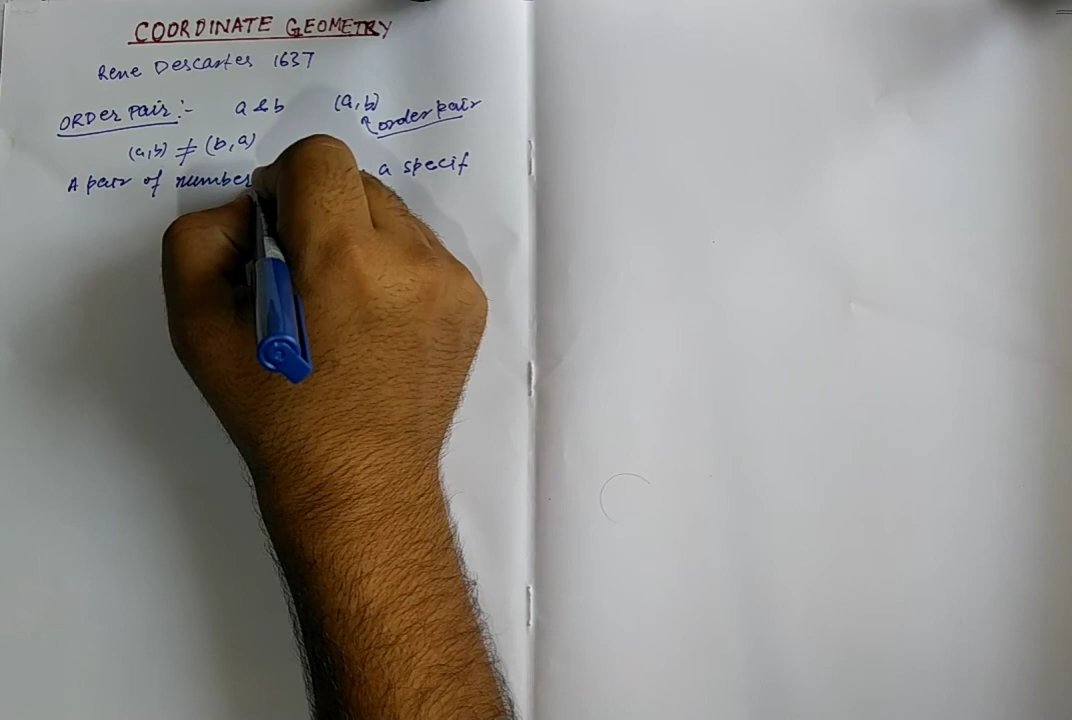 COORDINATE GEOMETRY
Rene Descartes 1637
ORDER PAIR :- a & b (a, b)
order pair
(a, b) ≠ (b, a)
A pair of number a specif